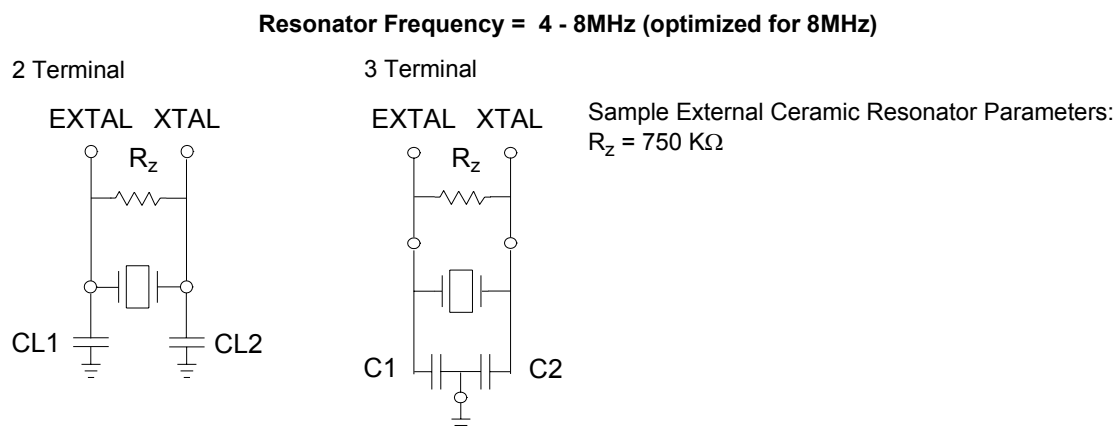 Resonator Frequency = 4 - 8MHz (optimized for 8MHz)
2 Terminal
3 Terminal
EXTAL XTAL
EXTAL XTAL
Sample External Ceramic Resonator Parameters:
Rz = 750 KΩ
Rz
Rz
CL1
CL2
C1
C2